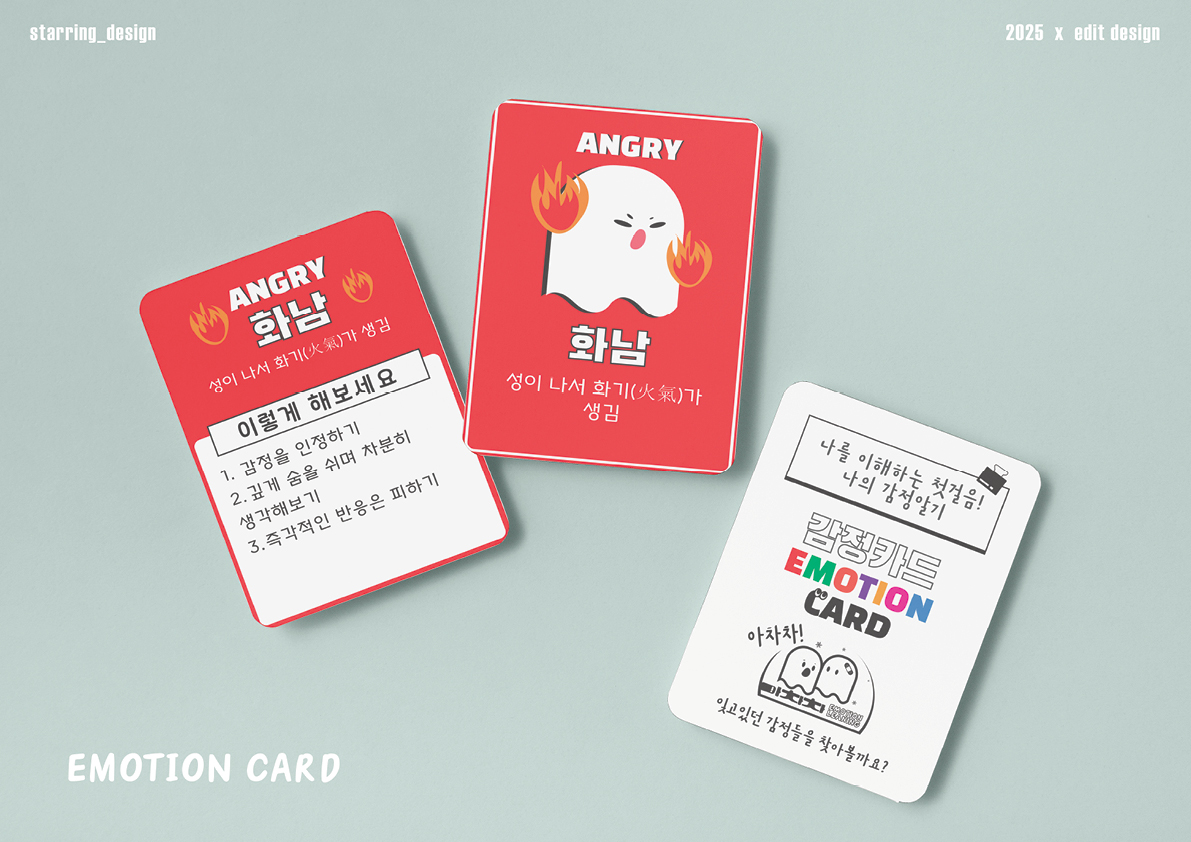 starring_design
2025 x edit design
ANGRY
화남
성이 나서 화기(火氣)가 생김
이렇게 해보세요
1. 감정을 인정하기
2.깊게 숨을 쉬며 차분히
생각해보기
3.즉각적인 반응은 피하기
ANGRY
화남
성이 나서 화기(火氣)가
생김
나를 이해하는 첫걸음!
나의 감정알기
감정카드
EMOTION
CARD
아차차!
아차차
EMOTION
LEARNING
잊고있던 감정들을 찾아볼까요?
EMOTION CARD